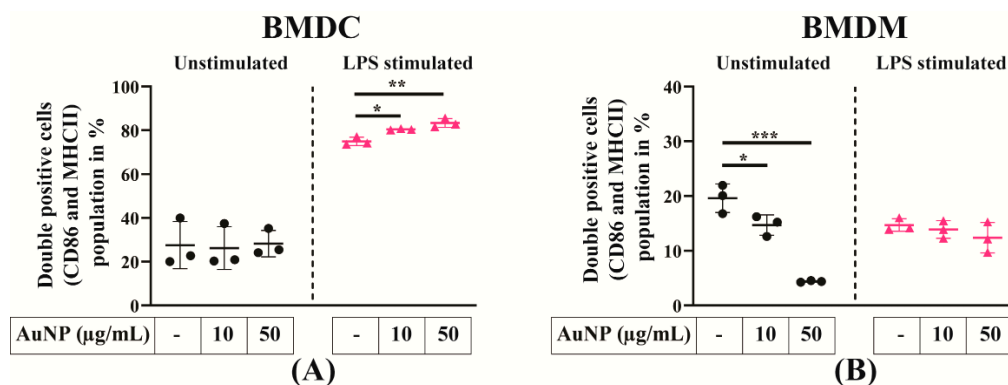 BMDC
Unstimulated
LPS stimulated
Double positive cells
(CD86 and MHCII)
population in %
100
80
60
40
20
0
*
**
AuNP (μg/mL)
-
10
50
-
10
50
(A)
BMDM
Unstimulated
LPS stimulated
Double positive cells
(CD86 and MHCII)
population in %
40
30
20
10
0
***
*
AuNP (μg/mL)
-
10
50
-
10
50
(B)